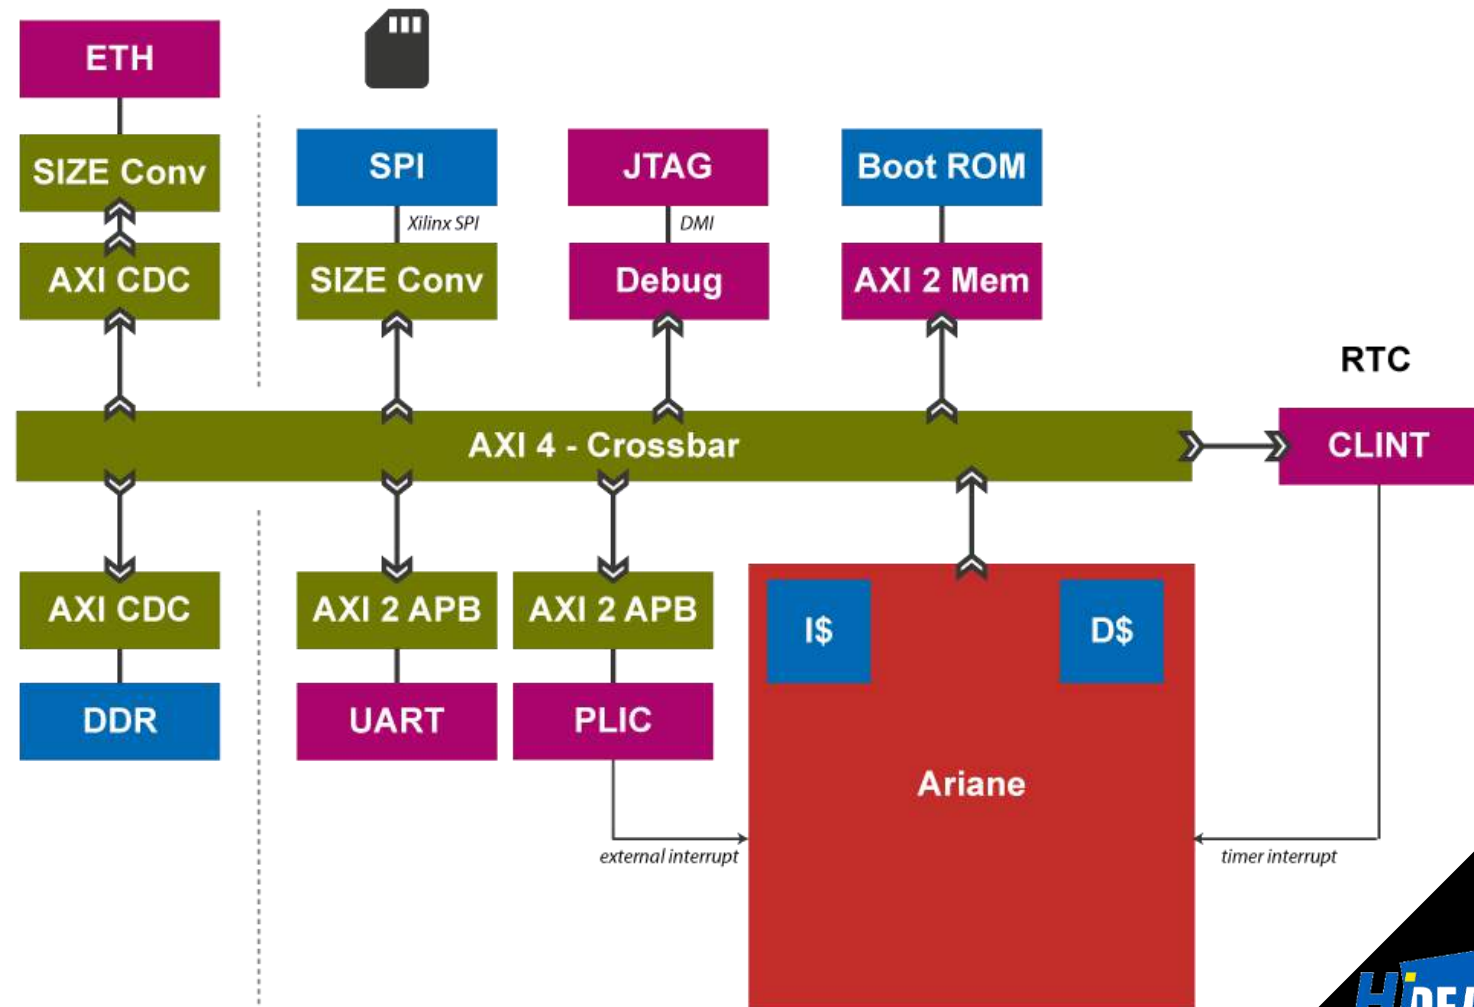 ETH
SIZE Conv
AXI CDC
SPI
Xilinx SPI
SIZE Conv
JTAG
DMI
Debug
Boot ROM
AXI 2 Mem
RTC
AXI 4 - Crossbar
CLINT
AXI CDC
DDR
AXI 2 APB
UART
AXI 2 APB
PLIC
I$
D$
Ariane
external interrupt
timer interrupt